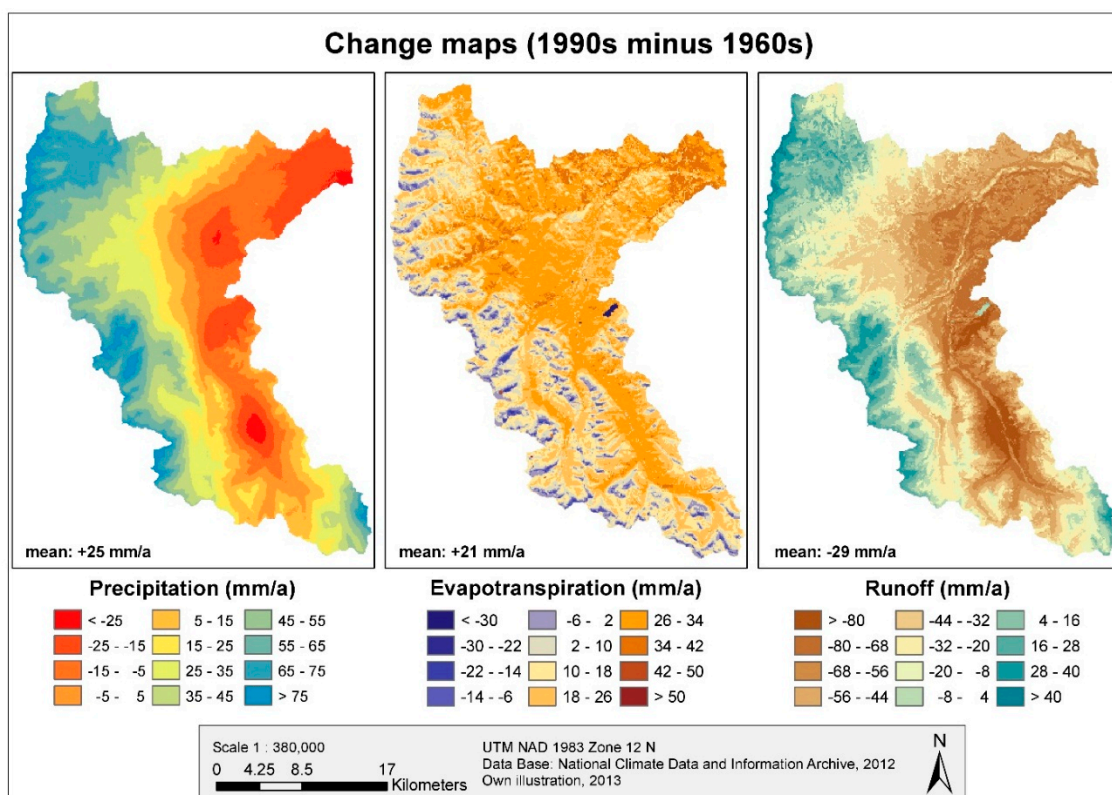 Change maps (1990s minus 1960s)
mean: +25 mm/a
mean: +21 mm/a
mean: -29 mm/a
Precipitation (mm/a)
< -25
-25 - -15
-15 - -5
-5 - 5
5 - 15
15 - 25
25 - 35
35 - 45
45 - 55
55 - 65
65 - 75
> 75
Evapotranspiration (mm/a)
< -30
-30 - -22
-22 - -14
-14 - -6
-6 - 2
2 - 10
10 - 18
18 - 26
26 - 34
34 - 42
42 - 50
> 50
Runoff (mm/a)
> -80
-80 - -68
-68 - -56
-56 - -44
-44 - -32
-32 - -20
-20 - -8
-8 - 4
4 - 16
16 - 28
28 - 40
> 40
Scale 1 : 380,000
0 4.25 8.5 17
Kilometers
UTM NAD 1983 Zone 12 N
Data Base: National Climate Data and Information Archive, 2012
Own illustration, 2013
N